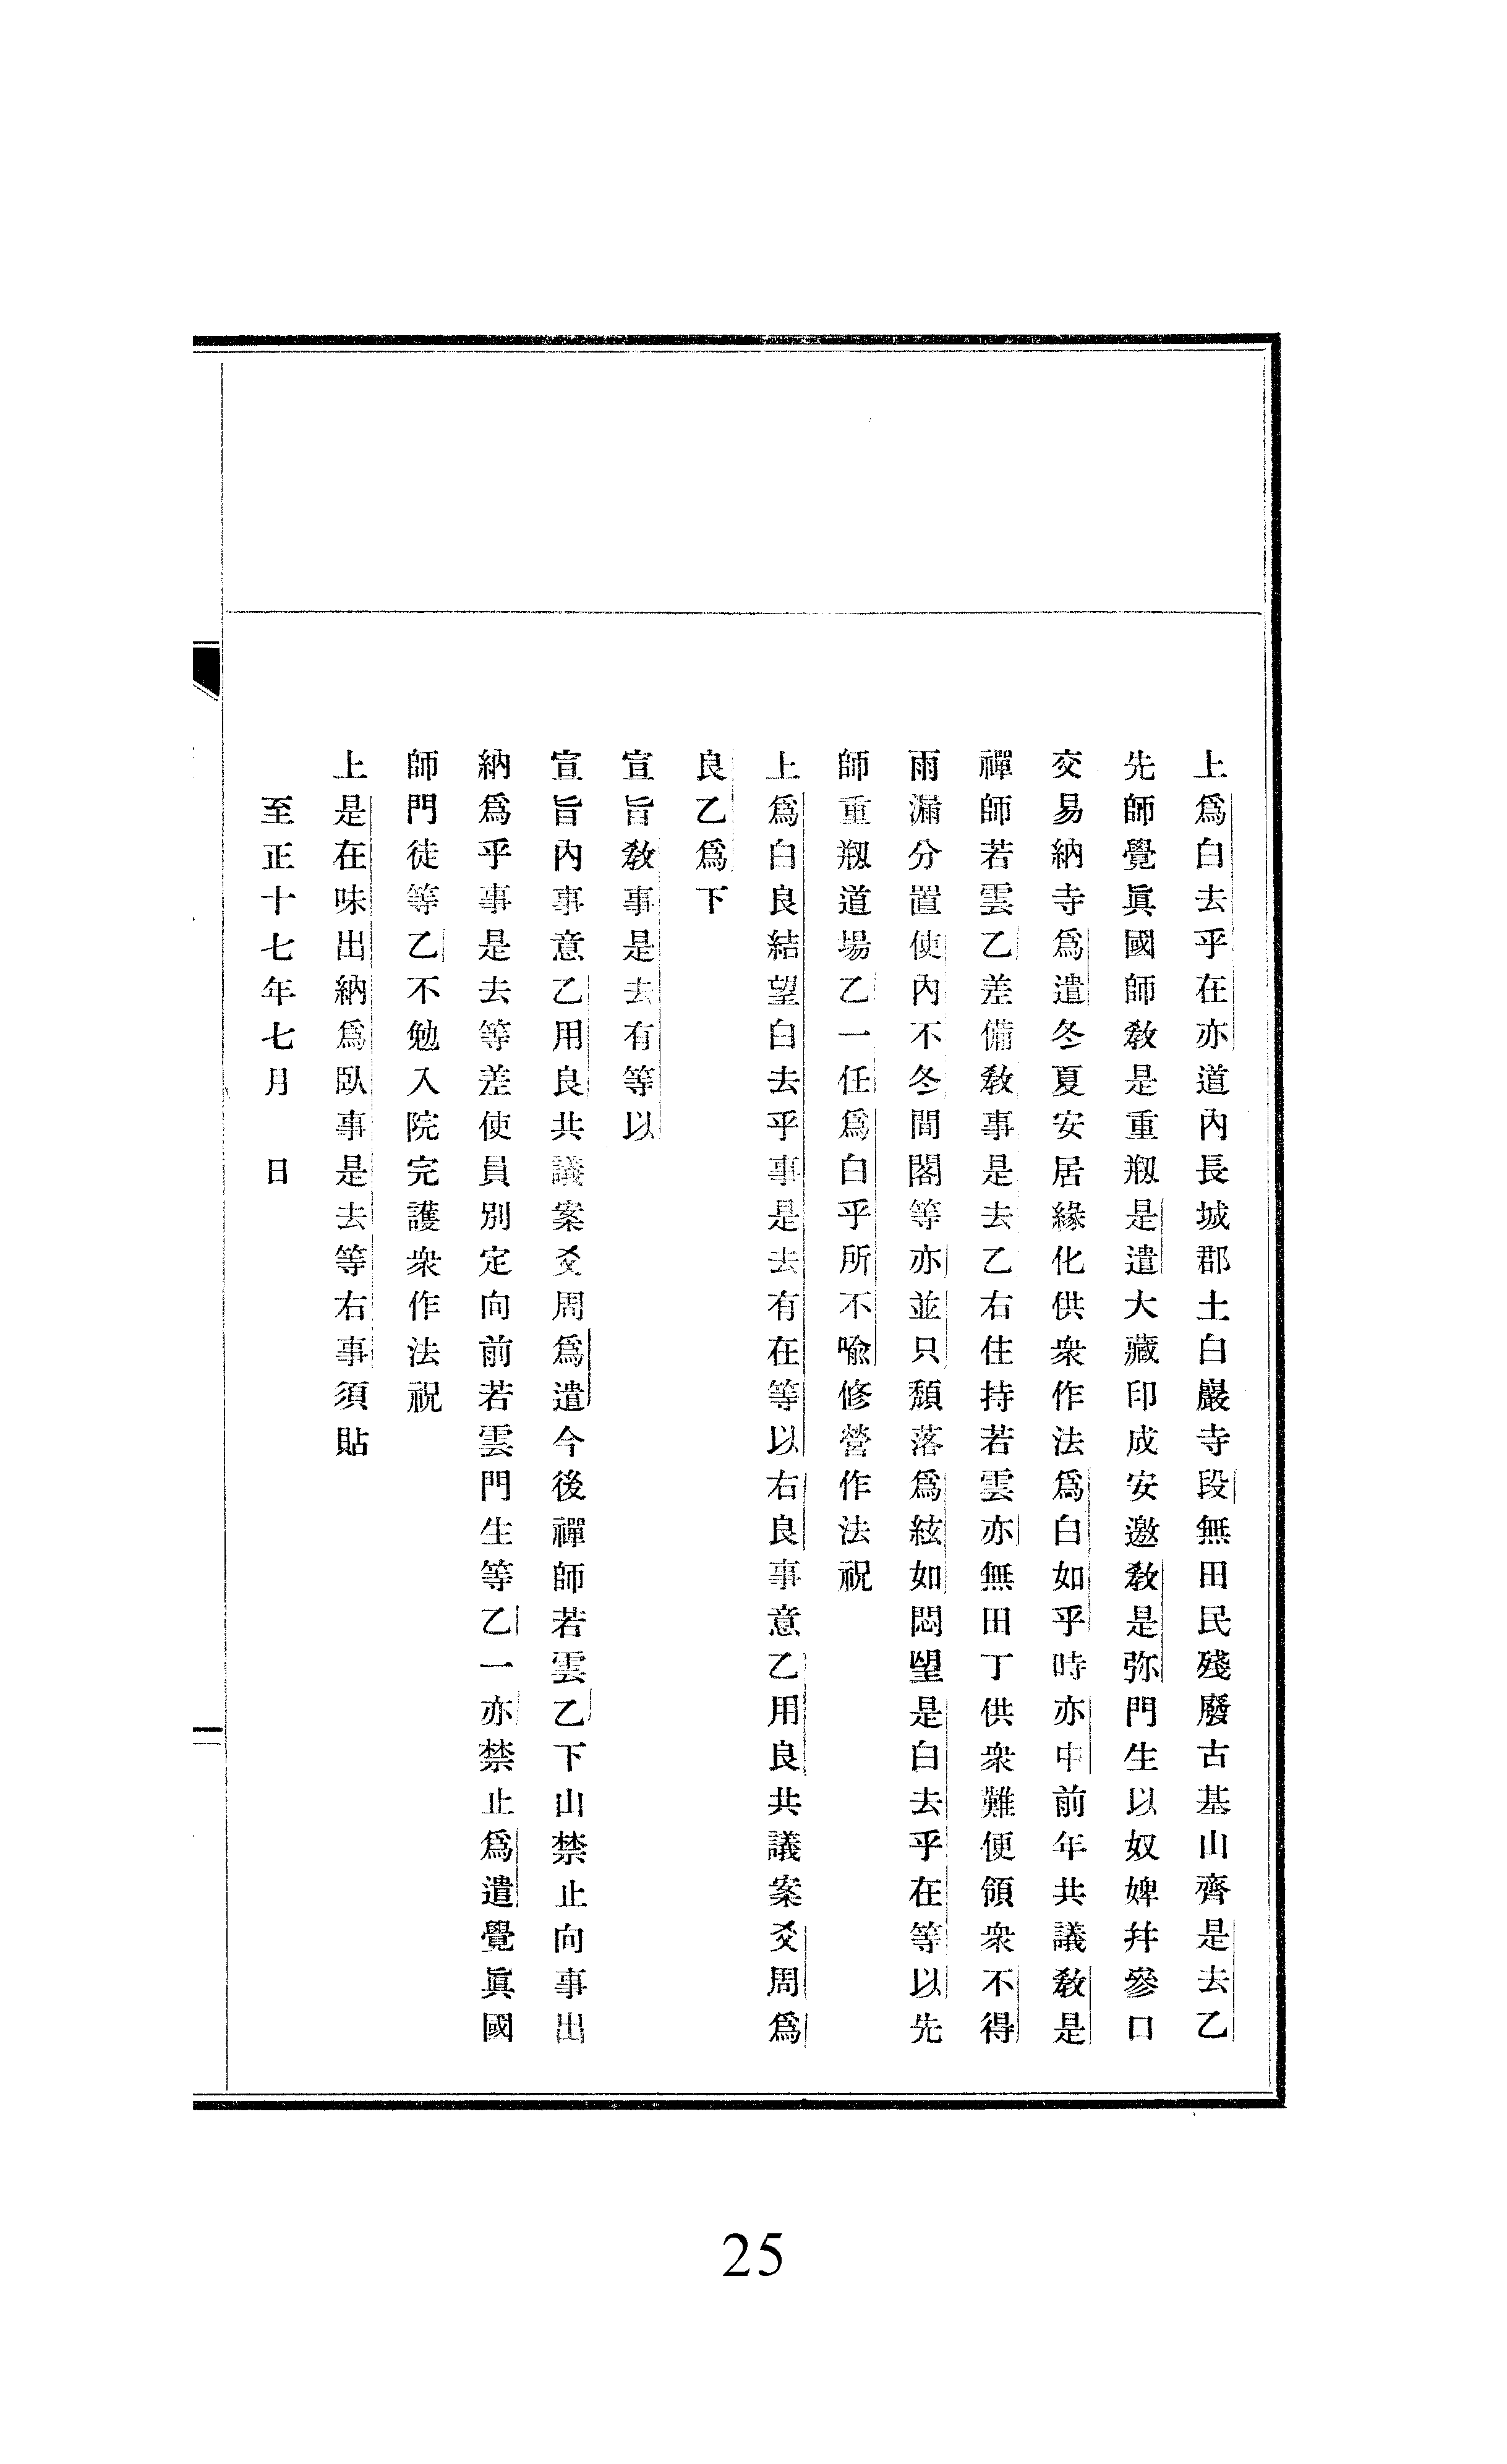 上爲白去乎在亦道內長城郡土白巖寺段無田民殘廢古基山齊是去乙
先師覺眞國師敎是重剏是遣大藏印成安邀敎是弥門生以奴婢幷參口
交易納寺爲遣冬夏安居緣化供衆作法爲白如乎時亦中前年共議敎是
禪師若雲乙差備敎事是去乙右住持若雲亦無田丁供衆難便領衆不得
雨漏分置使內不冬間閣等亦並只頹落爲絃如悶望是白去乎在等以先
師重剏道場乙一任爲白乎所不喩修營作法祝
上爲白良結望白去乎事是去有在等以右良事意乙用良共議案爻周爲
良乙爲下
宣旨敎事是去有等以
宣旨內事意乙用良共議案爻周爲遣今後禪師若雲乙下山禁止向事出
納爲乎事是去等差使員別定向前若雲門生等乙一亦禁止爲遣覺眞國
師門徒等乙不勉入院完護衆作法祝
上是在味出納爲臥事是去等右事須貼
至正十七年七月 日
25